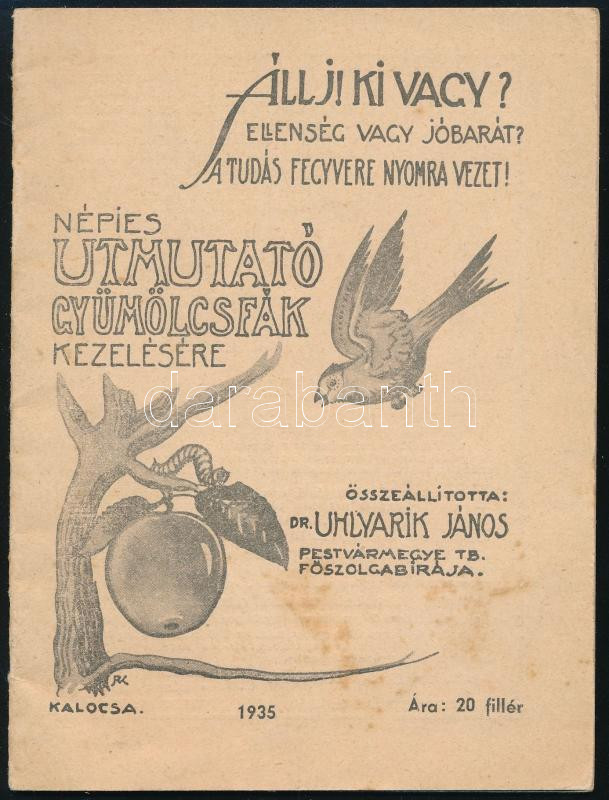 ÁLLJ! KI VAGY?
ELLENSÉG VAGY JÓBARÁT?
A TUDÁS FEGYVERE NYOMRA VEZET!
NÉPIES
UTMUTATÓ
GYÜMÖLCSFÁK
KEZELÉSÉRE
darabanth
ÖSSZEÁLLÍTOTTA:
DR. UHLYARIK JÁNOS
PESTVÁRMEGYE TB.
FŐSZOLGABÍRÁJA.
KALOCSA. 1935 Ára: 20 fillér